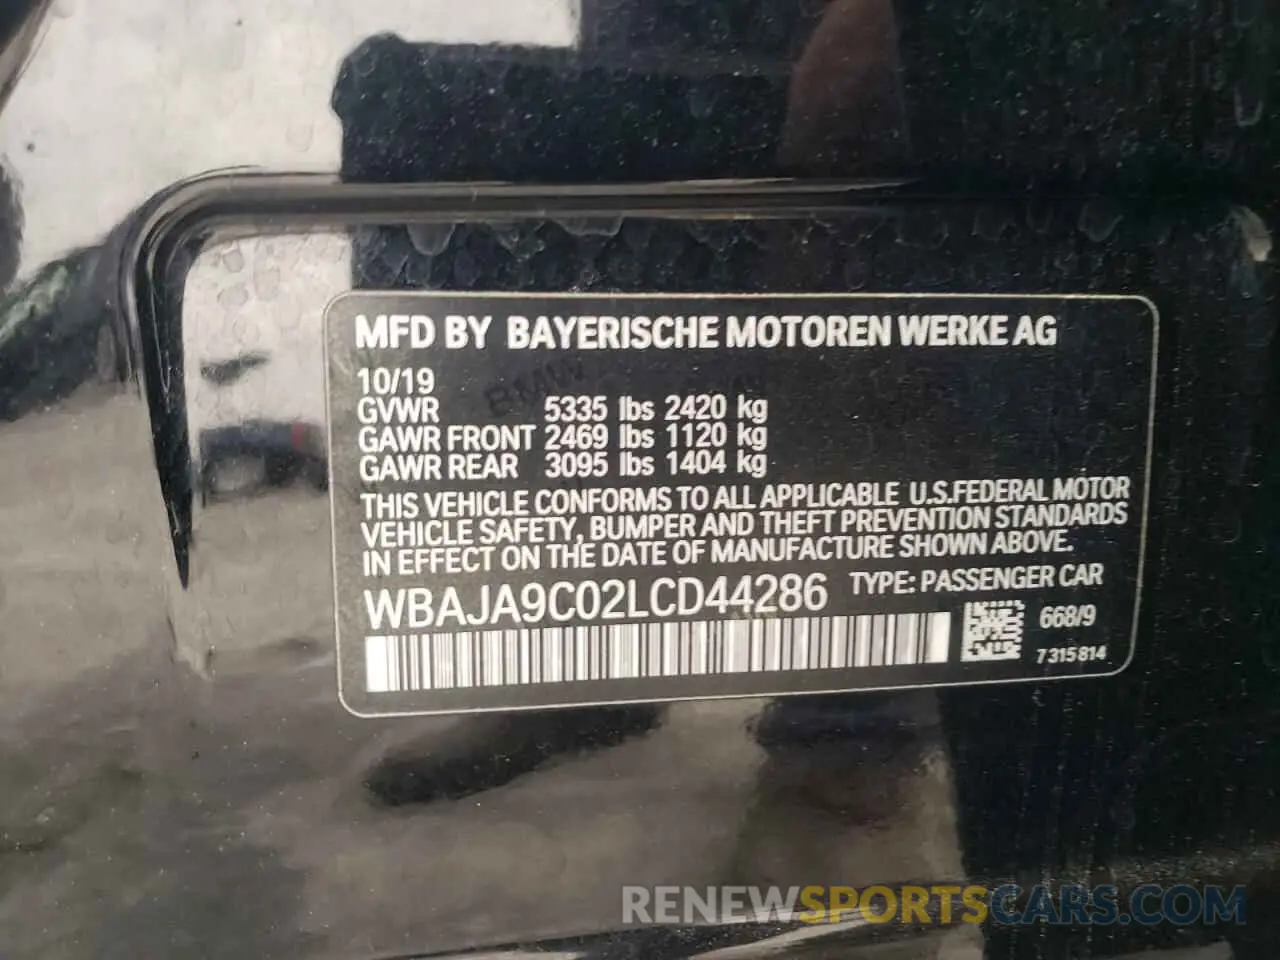 MFD BY BAYERISCHE MOTOREN WERKE AG
10/19
GVWR 5335 lbs 2420 kg
GAWR FRONT 2469 lbs 1120 kg
GAWR REAR 3095 lbs 1404 kg
THIS VEHICLE CONFORMS TO ALL APPLICABLE U.S.FEDERAL MOTOR
VEHICLE SAFETY, BUMPER AND THEFT PREVENTION STANDARDS
IN EFFECT ON THE DATE OF MANUFACTURE SHOWN ABOVE.
WBAJA9C02LCD44286 TYPE: PASSENGER CAR
668/9
7315814
RENEWSPORTSCARS.COM